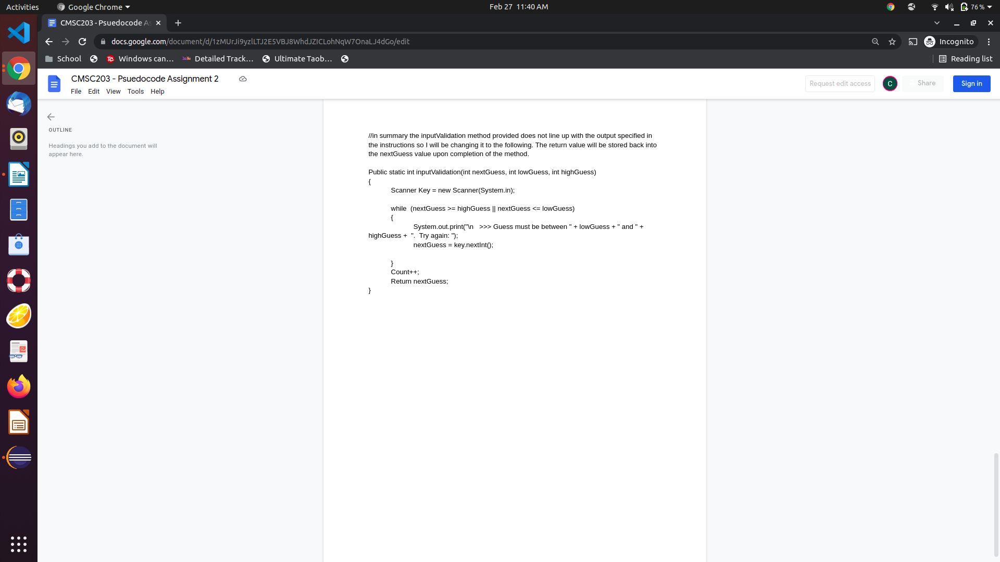 Activities
Google Chrome
Feb 27 11:40 AM
76 %
CMSC203 - Psuedocode As
docs.google.com/document/d/1zMUrJi9yzlLTJ2E5VBJ8WhdJZICLohNqW7OnaLJ4dGo/edit
Incognito
School
Windows can…
Detailed Track…
Ultimate Taob…
Reading list
CMSC203 - Psuedocode Assignment 2
File Edit View Tools Help
Request edit access
C
Share
Sign in
OUTLINE
Headings you add to the document will
appear here.
//in summary the inputValidation method provided does not line up with the output specified in
the instructions so I will be changing it to the following. The return value will be stored back into
the nextGuess value upon completion of the method.
Public static int inputValidation(int nextGuess, int lowGuess, int highGuess)
{
Scanner Key = new Scanner(System.in);
while  (nextGuess >= highGuess || nextGuess <= lowGuess)
{
System.out.print("\n   >>> Guess must be between " + lowGuess + " and " +
highGuess +  ".  Try again: ");
nextGuess = key.nextInt();
}
Count++;
Return nextGuess;
}